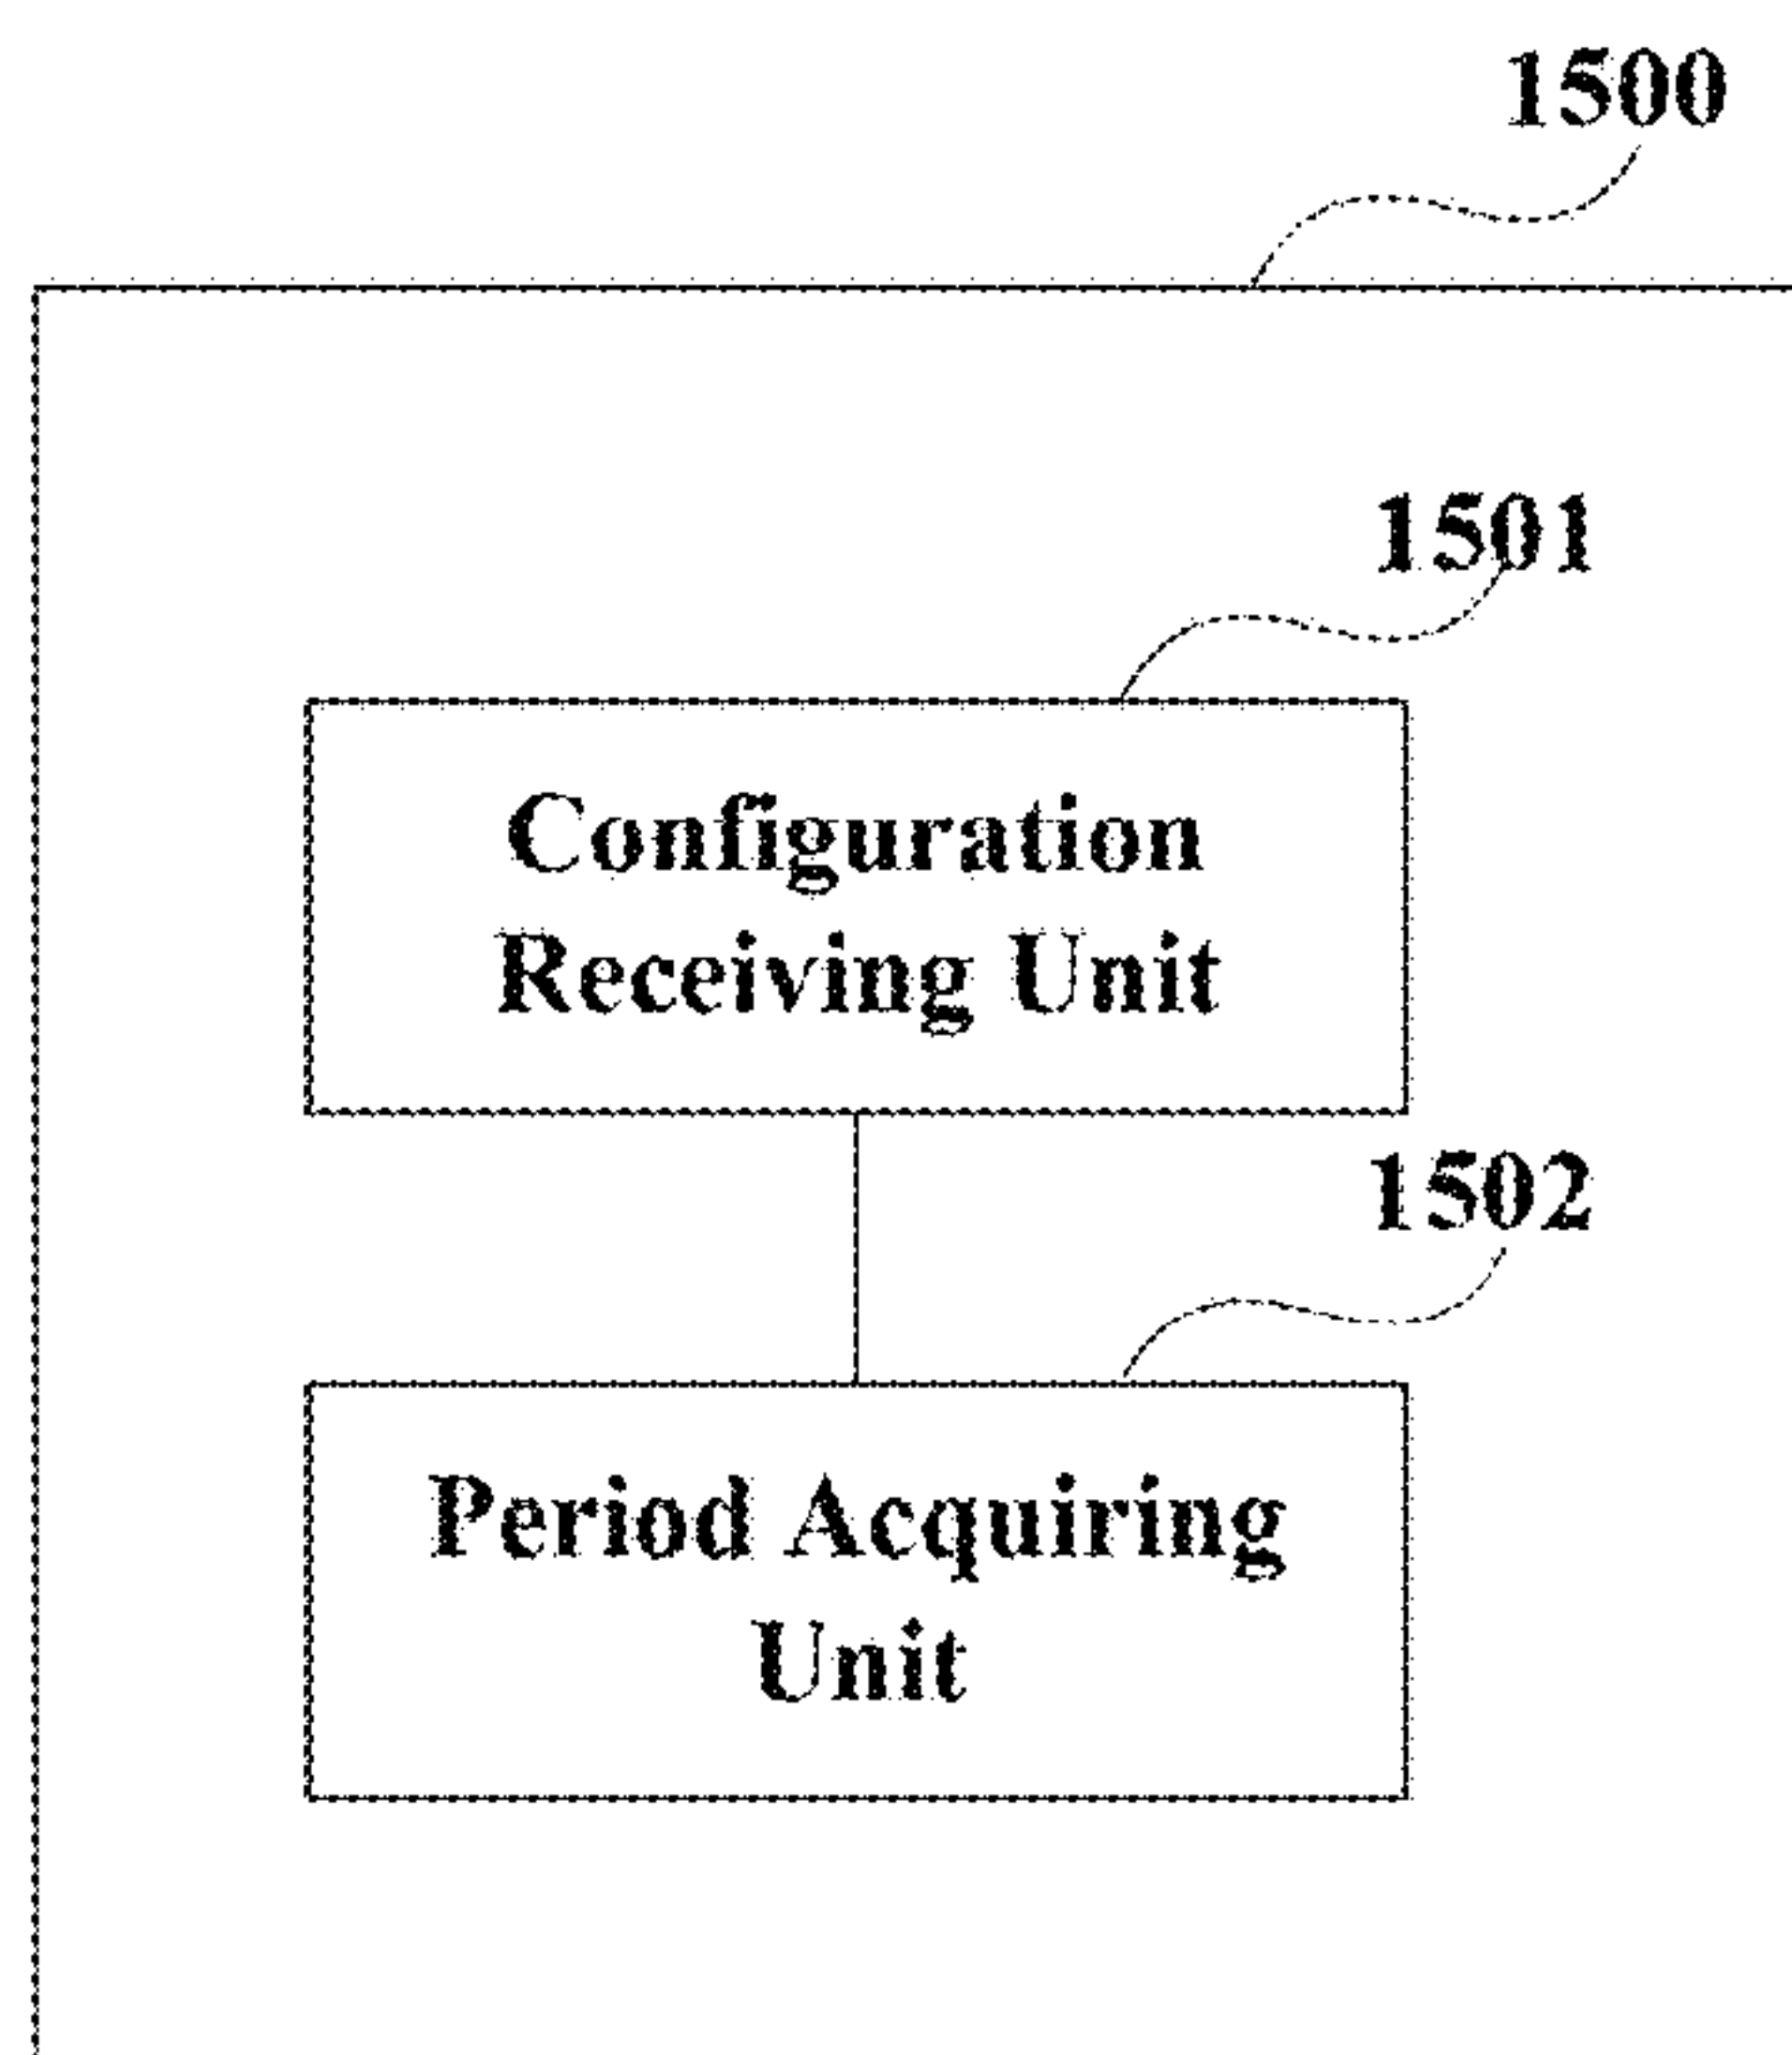 1500
1501
Configuration
Receiving Unit
1502
Period Acquiring
Unit